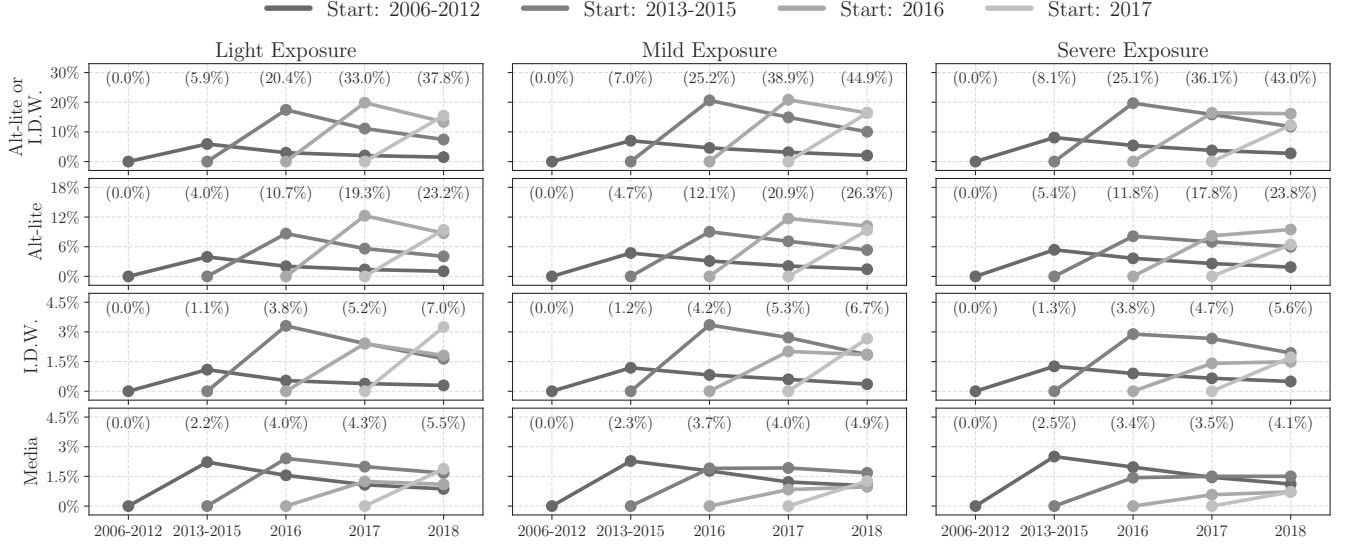 Start: 2006-2012 Start: 2013-2015 Start: 2016 Start: 2017
Light Exposure Mild Exposure Severe Exposure
Alt-lite or
I.D.W.
30%
20%
10%
0%
(0.0%) (5.9%) (20.4%) (33.0%) (37.8%)
(0.0%) (7.0%) (25.2%) (38.9%) (44.9%)
(0.0%) (8.1%) (25.1%) (36.1%) (43.0%)
Alt-lite
18%
12%
6%
0%
(0.0%) (4.0%) (10.7%) (19.3%) (23.2%)
(0.0%) (4.7%) (12.1%) (20.9%) (26.3%)
(0.0%) (5.4%) (11.8%) (17.8%) (23.8%)
I.D.W.
4.5%
3%
1.5%
0%
(0.0%) (1.1%) (3.8%) (5.2%) (7.0%)
(0.0%) (1.2%) (4.2%) (5.3%) (6.7%)
(0.0%) (1.3%) (3.8%) (4.7%) (5.6%)
Media
4.5%
3%
1.5%
0%
(0.0%) (2.2%) (4.0%) (4.3%) (5.5%)
(0.0%) (2.3%) (3.7%) (4.0%) (4.9%)
(0.0%) (2.5%) (3.4%) (3.5%) (4.1%)
2006-2012 2013-2015 2016 2017 2018
2006-2012 2013-2015 2016 2017 2018
2006-2012 2013-2015 2016 2017 2018